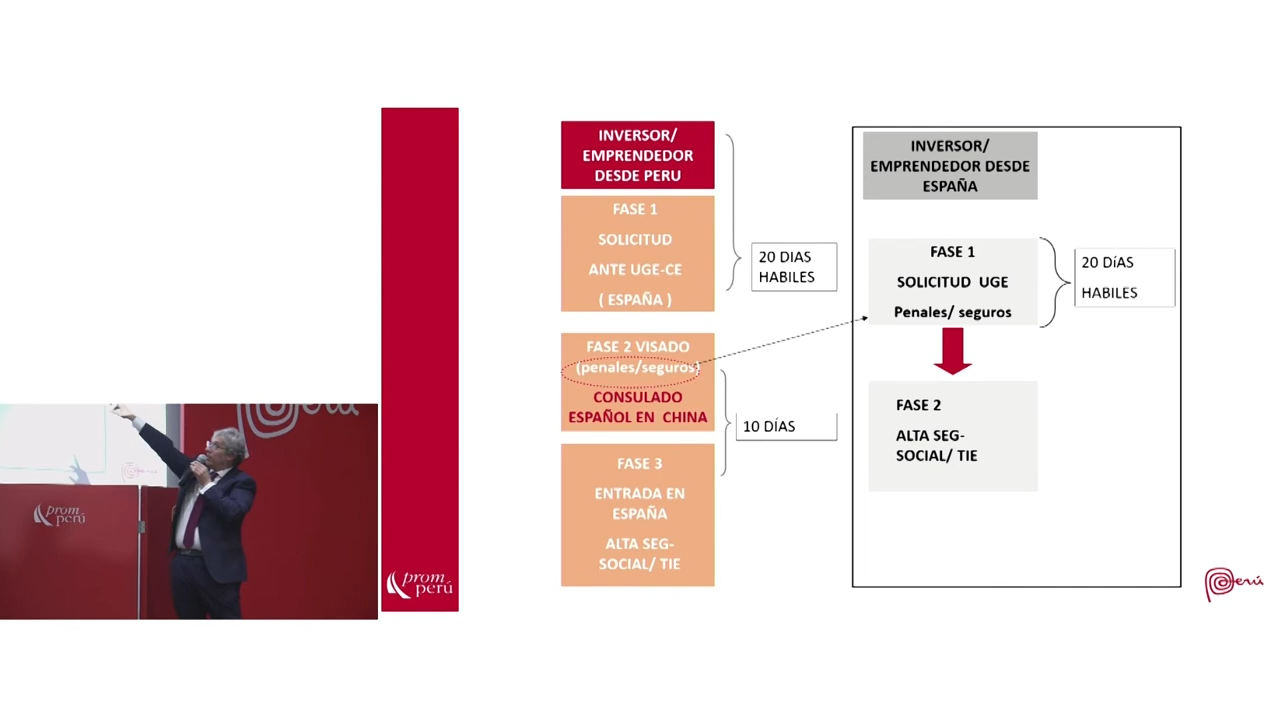 INVERSOR/
EMPRENDEDOR
DESDE PERU
FASE 1
SOLICITUD
ANTE UGE-CE
( ESPAÑA )
20 DIAS
HABILES
FASE 2 VISADO
(penales/seguros)
CONSULADO
ESPAÑOL EN CHINA
10 DÍAS
FASE 3
ENTRADA EN
ESPAÑA
ALTA SEG-
SOCIAL/ TIE
INVERSOR/
EMPRENDEDOR DESDE
ESPAÑA
FASE 1
SOLICITUD UGE
Penales/ seguros
20 DíAS
HABILES
FASE 2
ALTA SEG-
SOCIAL/ TIE
prom
perú
prom
perú
Perú
Perú